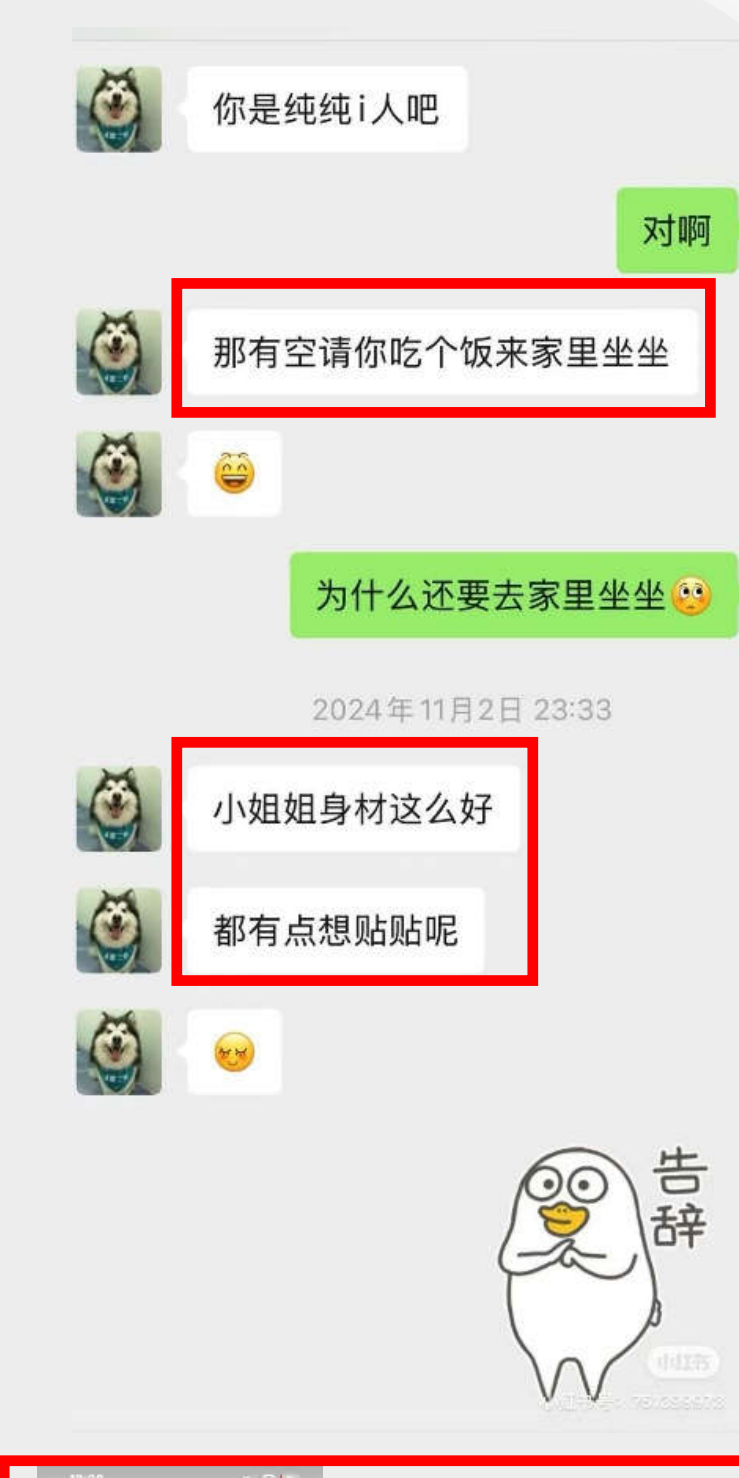 你是纯纯i人吧
对啊
那有空请你吃个饭来家里坐坐
为什么还要去家里坐坐
2024年11月2日 23:33
小姐姐身材这么好
都有点想贴贴呢
告辞
小红书